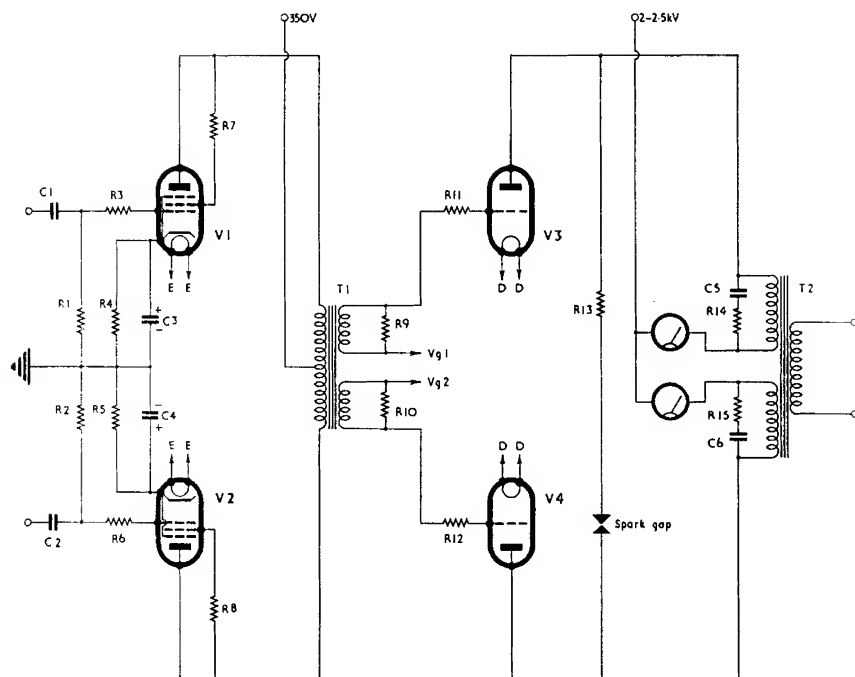 350V
2-2·5kV
R7
C1
R3
R11
V1
V3
E E
D D
C5
T2
T1
R1
R4
C3
+
−
R9
R13
R14
Vg1
Vg2
R2
R5
−
+
C4
R10
R15
C6
E E
D D
V2
V4
C2
R6
R12
Spark gap
R8